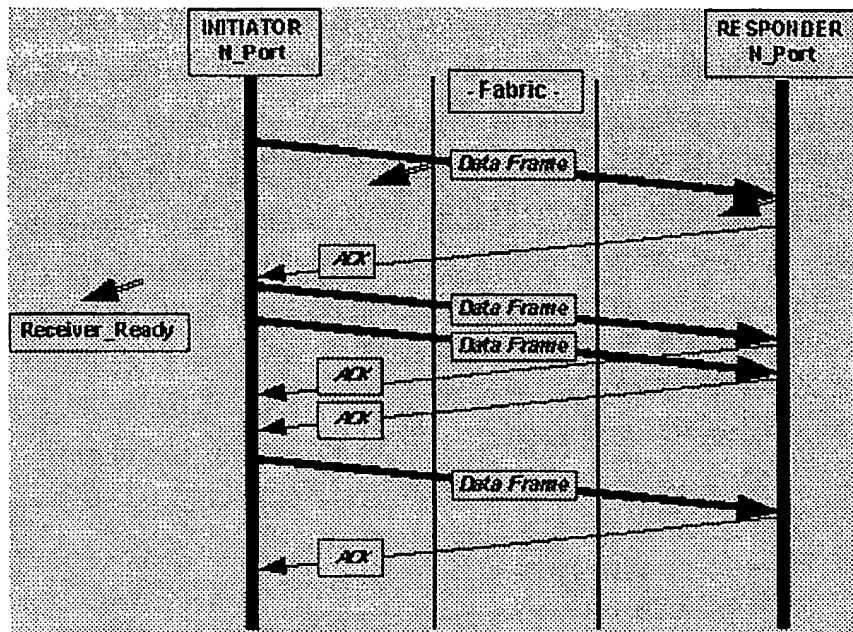 INITIATOR
N_Port
RESPONDER
N_Port
- Fabric -
Data Frame
ACK
Data Frame
Receiver_Ready
Data Frame
ACK
ACK
Data Frame
ACK